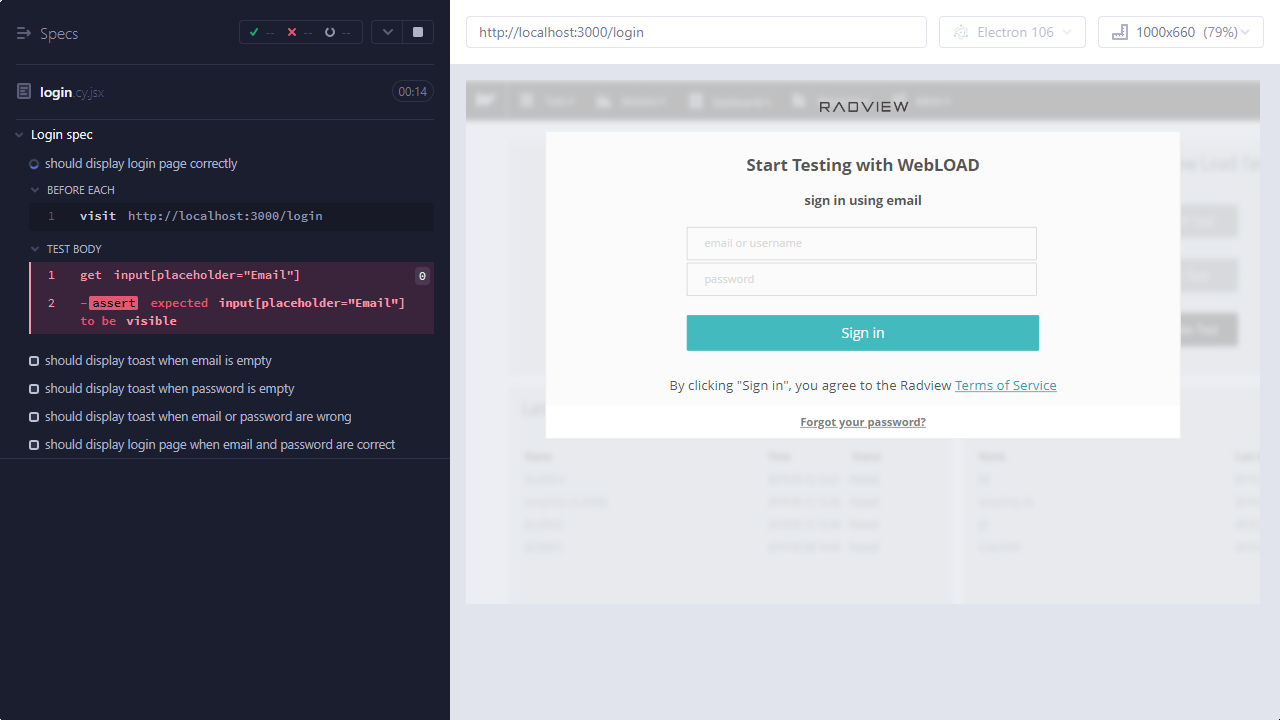 Specs
--
--
--
login.cy.jsx
00:14
Login spec
should display login page correctly
BEFORE EACH
1 visit http://localhost:3000/login
TEST BODY
1 get input[placeholder="Email"] 0
2 -assert expected input[placeholder="Email"]
to be visible
should display toast when email is empty
should display toast when password is empty
should display toast when email or password are wrong
should display login page when email and password are correct
http://localhost:3000/login
Electron 106
1000x660 (79%)
RADVIEW
Start Testing with WebLOAD
sign in using email
email or username
password
Sign in
By clicking "Sign in", you agree to the Radview Terms of Service
Forgot your password?